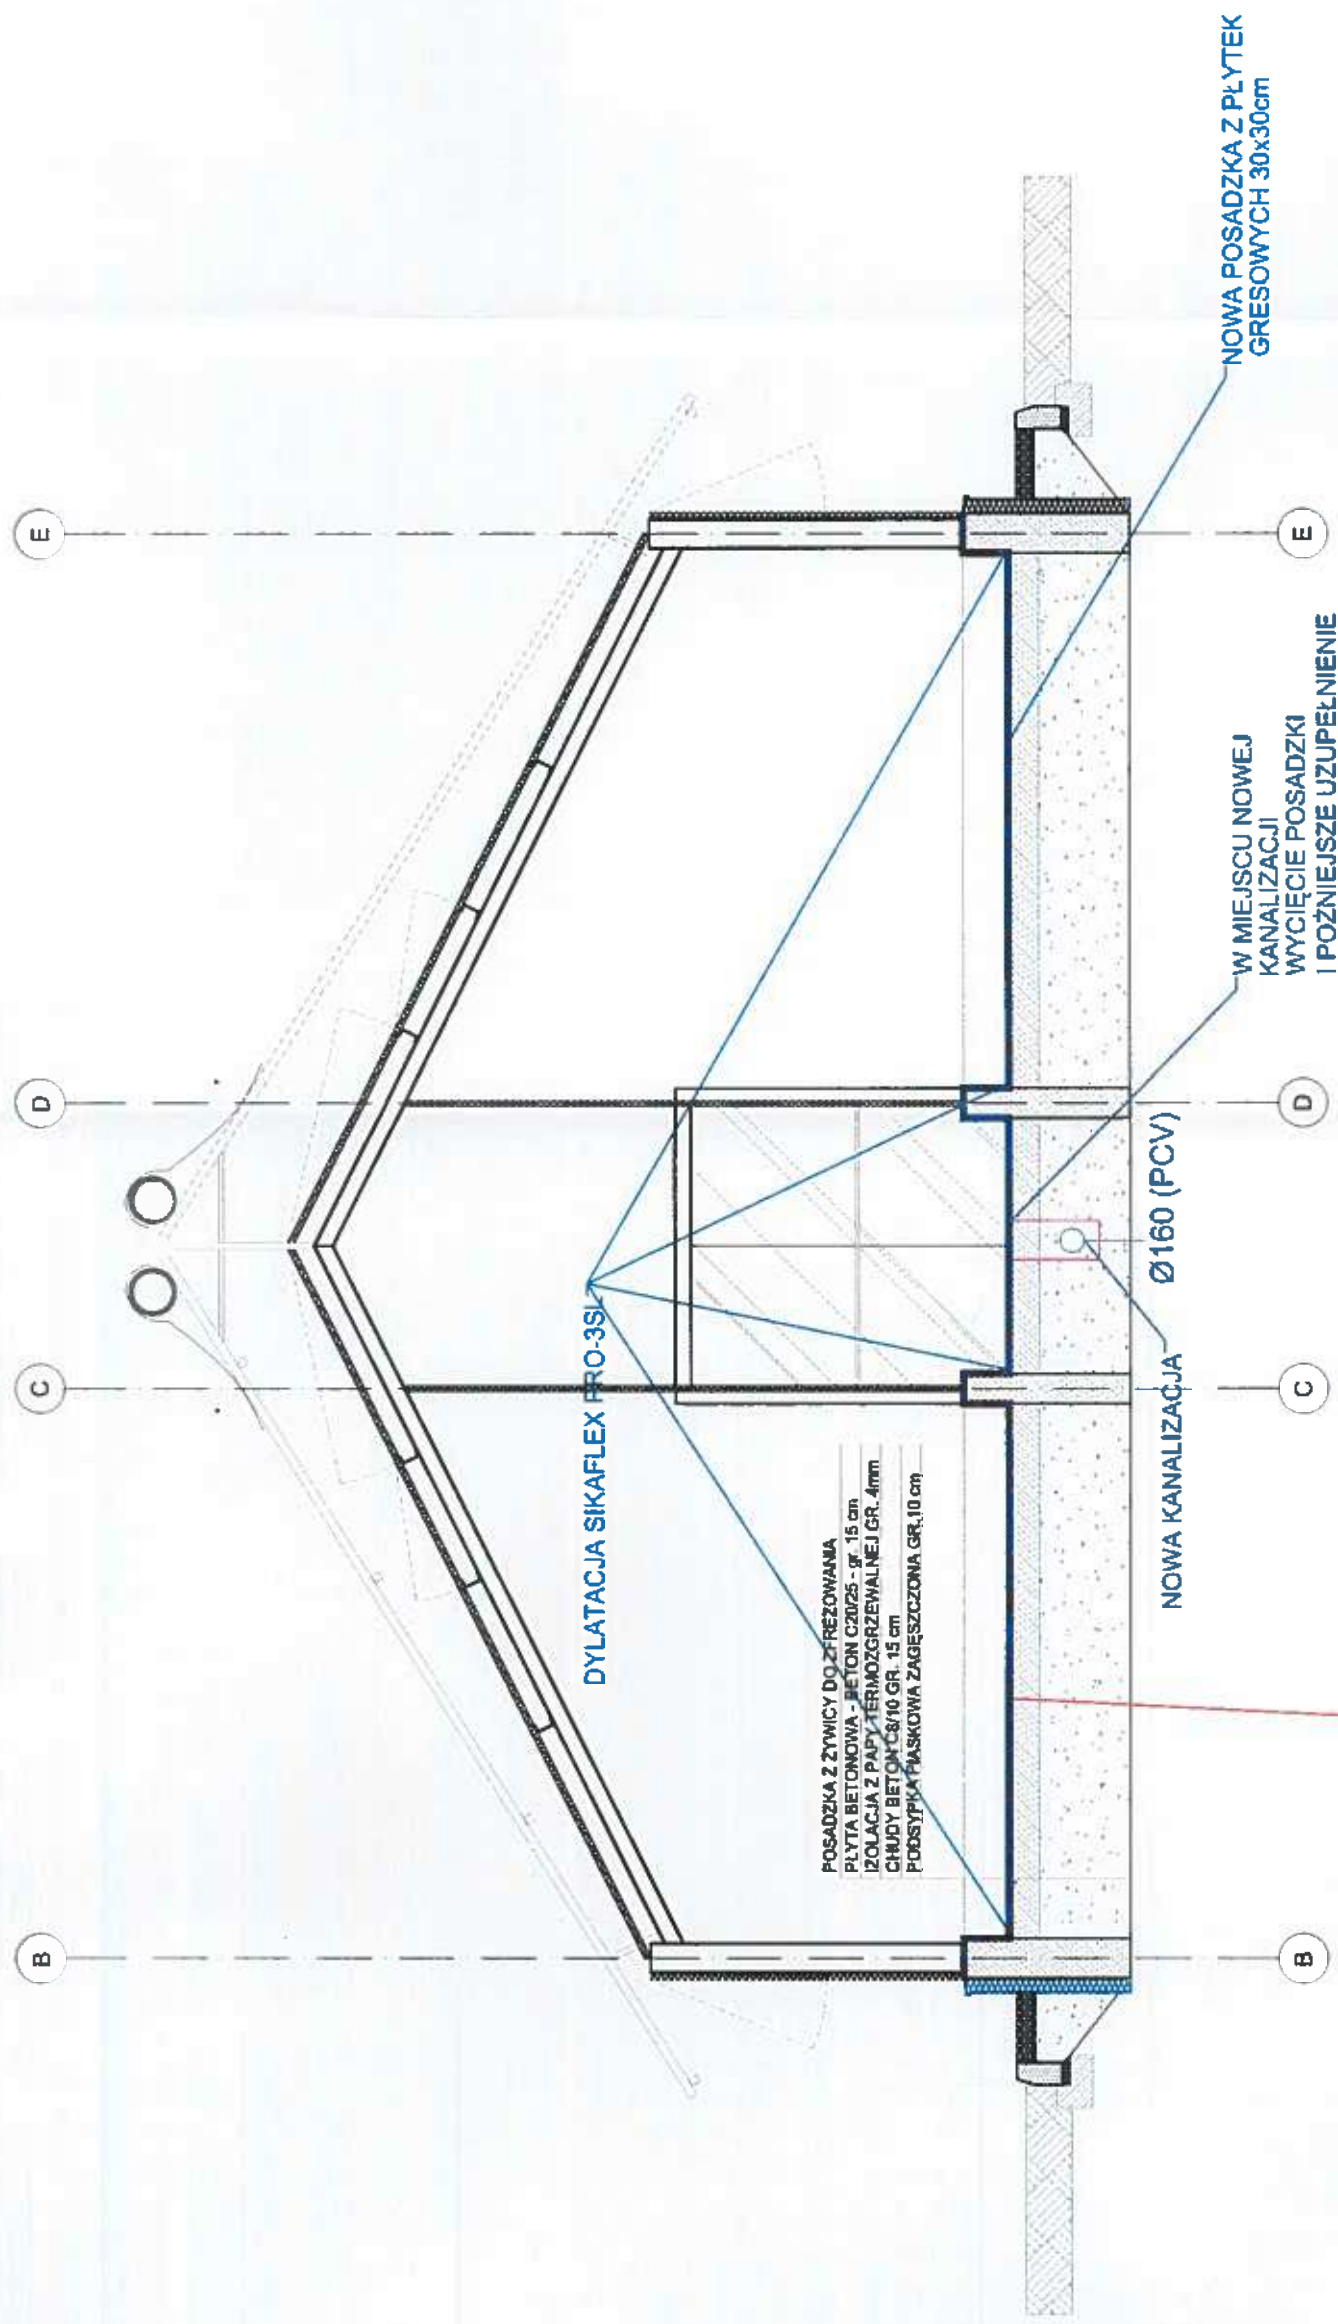 B
C
D
E
DYLATACJA SIKAFLEX PRO-3SL
POSADZKA Z ŻYWICY DO ZFREZOWANIA
PŁYTA BETONOWA - BETON C20/25 - gr. 15 cm
IZOLACJA Z PAPY TERMOZGRZEWALNEJ GR. 4mm
CHUDY BETON C8/10 GR. 15 cm
PODSYPKA PIASKOWA ZAGĘSZCZONA GR.10 cm
NOWA KANALIZACJA
Ø160 (PCV)
W MIEJSCU NOWEJ
KANALIZACJI
WYCIĘCIE POSADZKI
I POŹNIEJSZE UZUPEŁNIENIE
NOWA POSADZKA Z PŁYTEK
GRESOWYCH 30x30cm
B
C
D
E